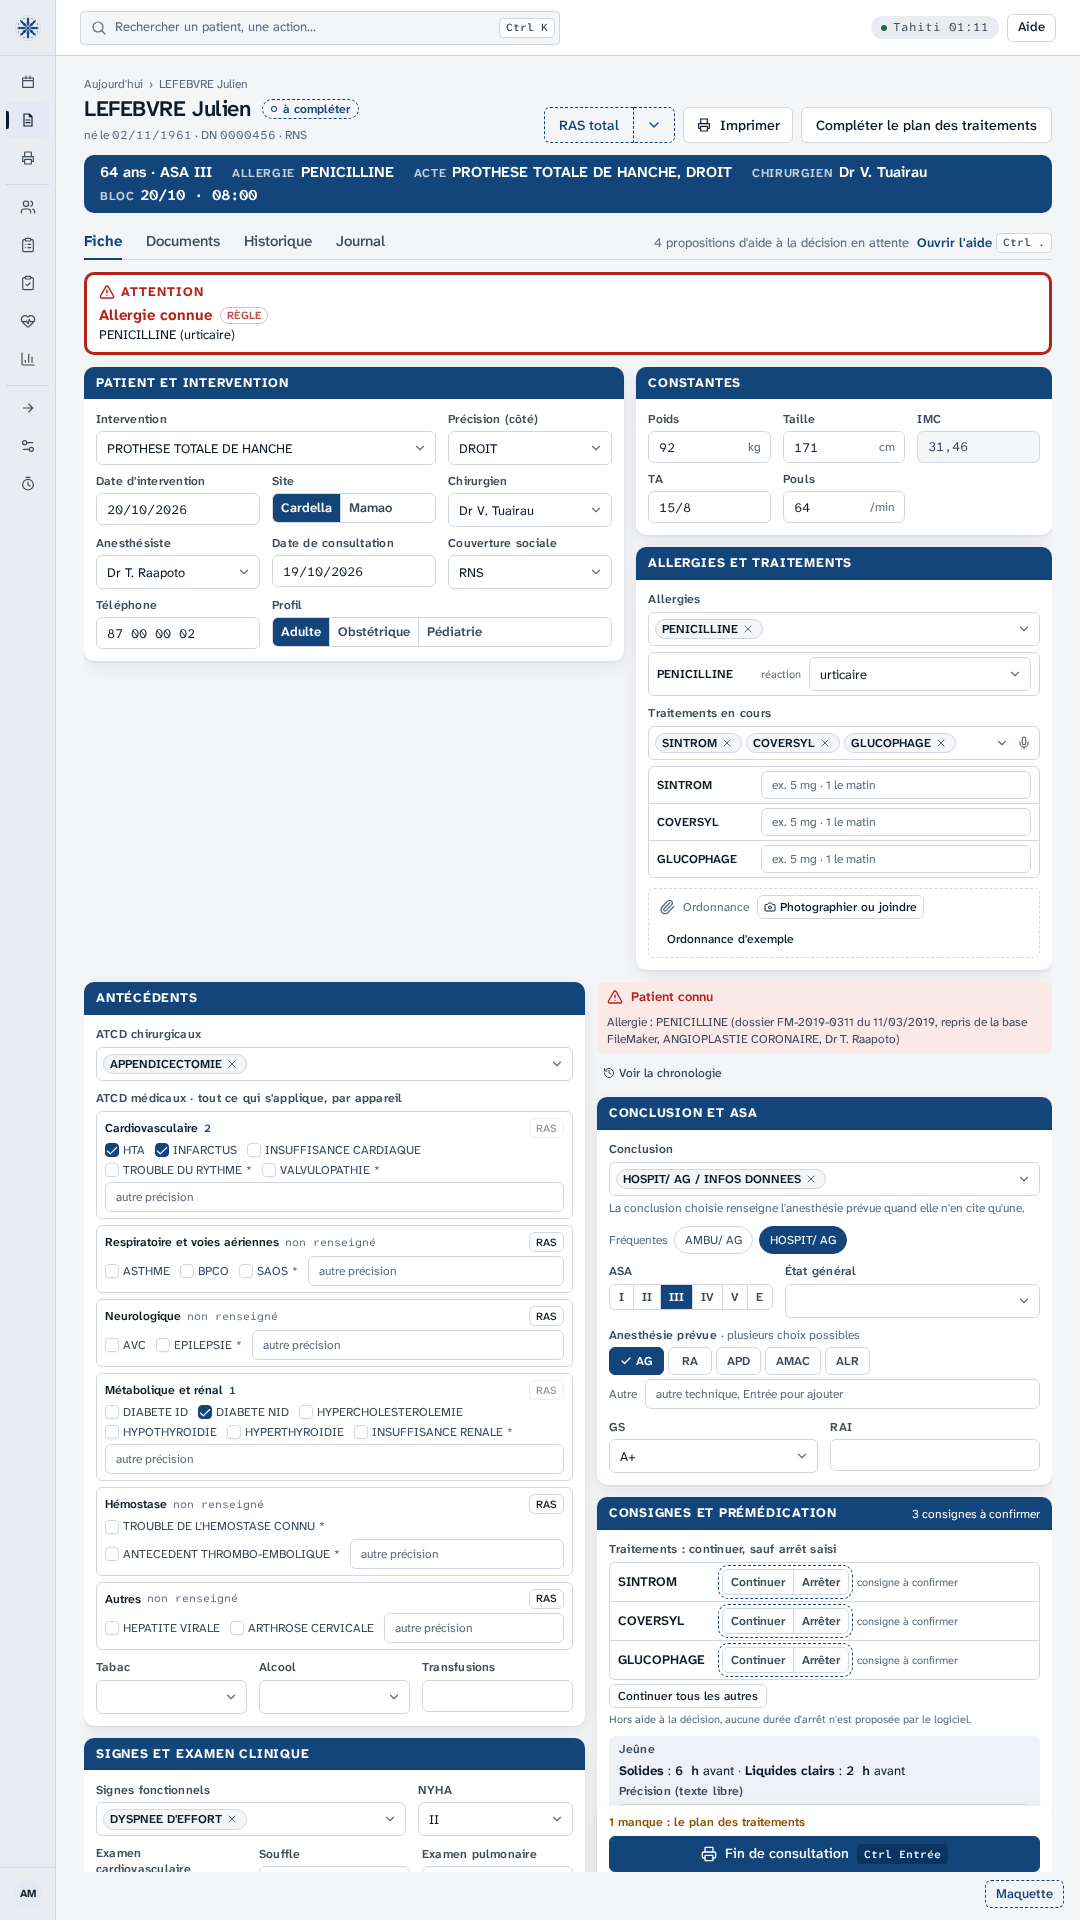 Rechercher un patient, une action... Ctrl K
Tahiti 01:11
Aide
Aujourd'hui › LEFEBVRE Julien
LEFEBVRE Julien à compléter
né le 02/11/1961 · DN 0000456 · RNS
RAS total
Imprimer
Compléter le plan des traitements
64 ans · ASA III ALLERGIE PENICILLINE ACTE PROTHESE TOTALE DE HANCHE, DROIT CHIRURGIEN Dr V. Tuairau
BLOC 20/10 · 08:00
Fiche Documents Historique Journal
4 propositions d'aide à la décision en attente Ouvrir l'aide Ctrl .
ATTENTION
Allergie connue RÈGLE
PENICILLINE (urticaire)
PATIENT ET INTERVENTION
Intervention Précision (côté)
PROTHESE TOTALE DE HANCHE DROIT
Date d'intervention Site Chirurgien
20/10/2026 Cardella Mamao Dr V. Tuairau
Anesthésiste Date de consultation Couverture sociale
Dr T. Raapoto 19/10/2026 RNS
Téléphone Profil
87 00 00 02 Adulte Obstétrique Pédiatrie
CONSTANTES
Poids Taille IMC
92 kg 171 cm 31,46
TA Pouls
15/8 64 /min
ALLERGIES ET TRAITEMENTS
Allergies
PENICILLINE
PENICILLINE réaction urticaire
Traitements en cours
SINTROM COVERSYL GLUCOPHAGE
SINTROM ex. 5 mg · 1 le matin
COVERSYL ex. 5 mg · 1 le matin
GLUCOPHAGE ex. 5 mg · 1 le matin
Ordonnance Photographier ou joindre
Ordonnance d'exemple
ANTÉCÉDENTS
ATCD chirurgicaux
APPENDICECTOMIE
ATCD médicaux · tout ce qui s'applique, par appareil
Cardiovasculaire 2 RAS
HTA INFARCTUS INSUFFISANCE CARDIAQUE
TROUBLE DU RYTHME * VALVULOPATHIE *
autre précision
Respiratoire et voies aériennes non renseigné RAS
ASTHME BPCO SAOS * autre précision
Neurologique non renseigné RAS
AVC EPILEPSIE * autre précision
Métabolique et rénal 1 RAS
DIABETE ID DIABETE NID HYPERCHOLESTEROLEMIE
HYPOTHYROIDIE HYPERTHYROIDIE INSUFFISANCE RENALE *
autre précision
Hémostase non renseigné RAS
TROUBLE DE L'HEMOSTASE CONNU *
ANTECEDENT THROMBO-EMBOLIQUE * autre précision
Autres non renseigné RAS
HEPATITE VIRALE ARTHROSE CERVICALE autre précision
Tabac Alcool Transfusions
SIGNES ET EXAMEN CLINIQUE
Signes fonctionnels NYHA
DYSPNEE D'EFFORT II
Examen cardiovasculaire Souffle Examen pulmonaire
Patient connu
Allergie : PENICILLINE (dossier FM-2019-0311 du 11/03/2019, repris de la base
FileMaker, ANGIOPLASTIE CORONAIRE, Dr T. Raapoto)
Voir la chronologie
CONCLUSION ET ASA
Conclusion
HOSPIT/ AG / INFOS DONNEES
La conclusion choisie renseigne l'anesthésie prévue quand elle n'en cite qu'une.
Fréquentes AMBU/ AG HOSPIT/ AG
ASA État général
I II III IV V E
Anesthésie prévue · plusieurs choix possibles
AG RA APD AMAC ALR
Autre autre technique, Entrée pour ajouter
GS RAI
A+
CONSIGNES ET PRÉMÉDICATION 3 consignes à confirmer
Traitements : continuer, sauf arrêt saisi
SINTROM Continuer Arrêter consigne à confirmer
COVERSYL Continuer Arrêter consigne à confirmer
GLUCOPHAGE Continuer Arrêter consigne à confirmer
Continuer tous les autres
Hors aide à la décision, aucune durée d'arrêt n'est proposée par le logiciel.
Jeûne
Solides : 6 h avant · Liquides clairs : 2 h avant
Précision (texte libre)
1 manque : le plan des traitements
Fin de consultation Ctrl Entrée
AM
Maquette